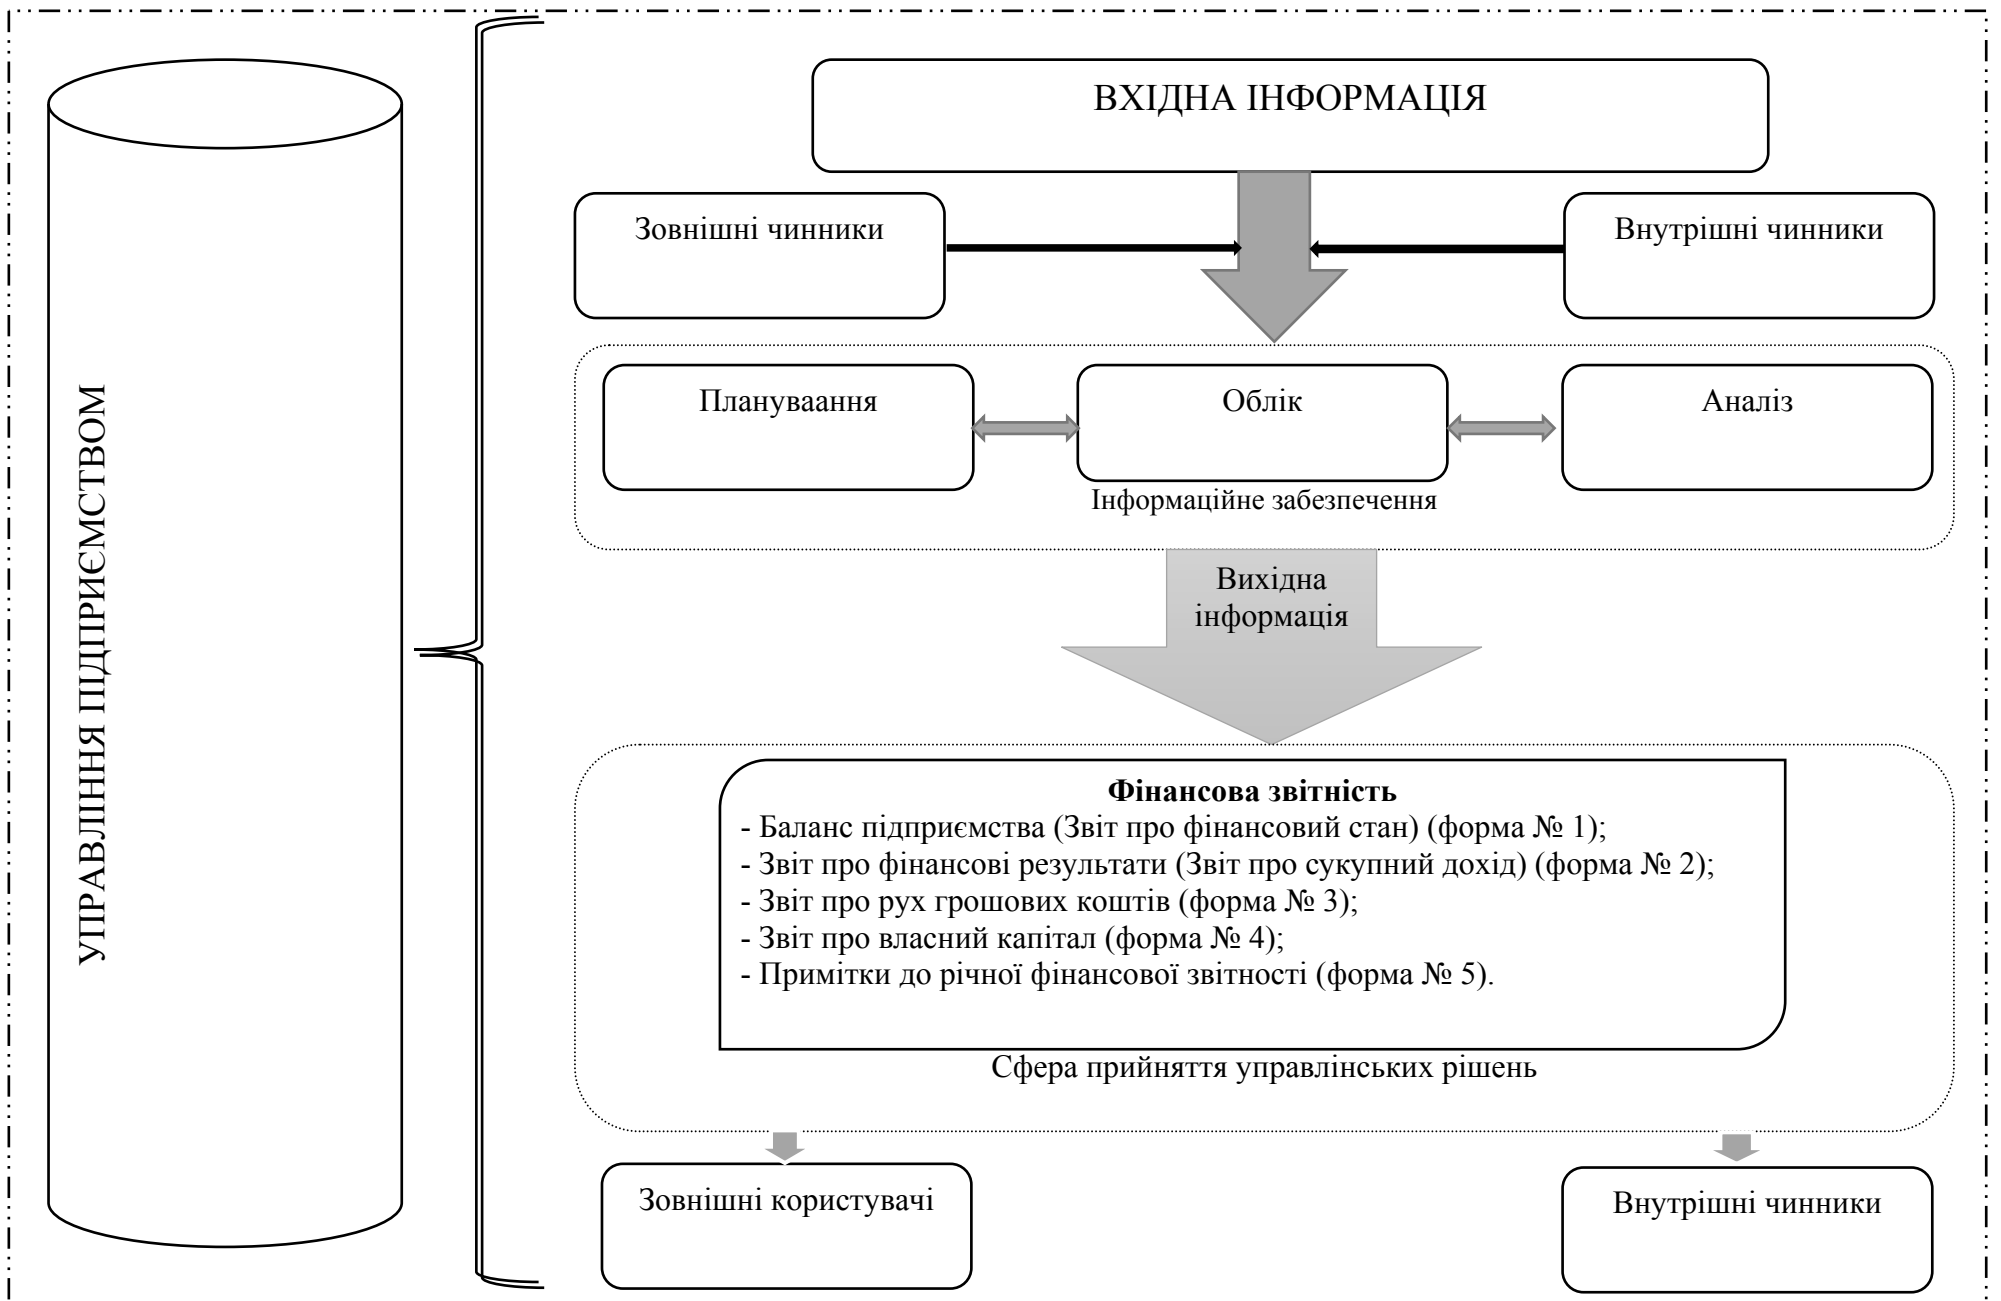 УПРАВЛІННЯ ПІДПРИЄМСТВОМ
ВХІДНА ІНФОРМАЦІЯ
Зовнішні чинники
Внутрішні чинники
Плануваання
Облік
Аналіз
Інформаційне забезпечення
Вихідна
інформація
Фінансова звітність
- Баланс підприємства (Звіт про фінансовий стан) (форма № 1);
- Звіт про фінансові результати (Звіт про сукупний дохід) (форма № 2);
- Звіт про рух грошових коштів (форма № 3);
- Звіт про власний капітал (форма № 4);
- Примітки до річної фінансової звітності (форма № 5).
Сфера прийняття управлінських рішень
Зовнішні користувачі
Внутрішні чинники